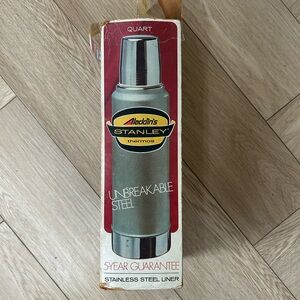 QUART
Aladdin's
STANLEY
thermos
UNBREAKABLE
STEEL
5 YEAR GUARANTEE
STAINLESS STEEL LINER